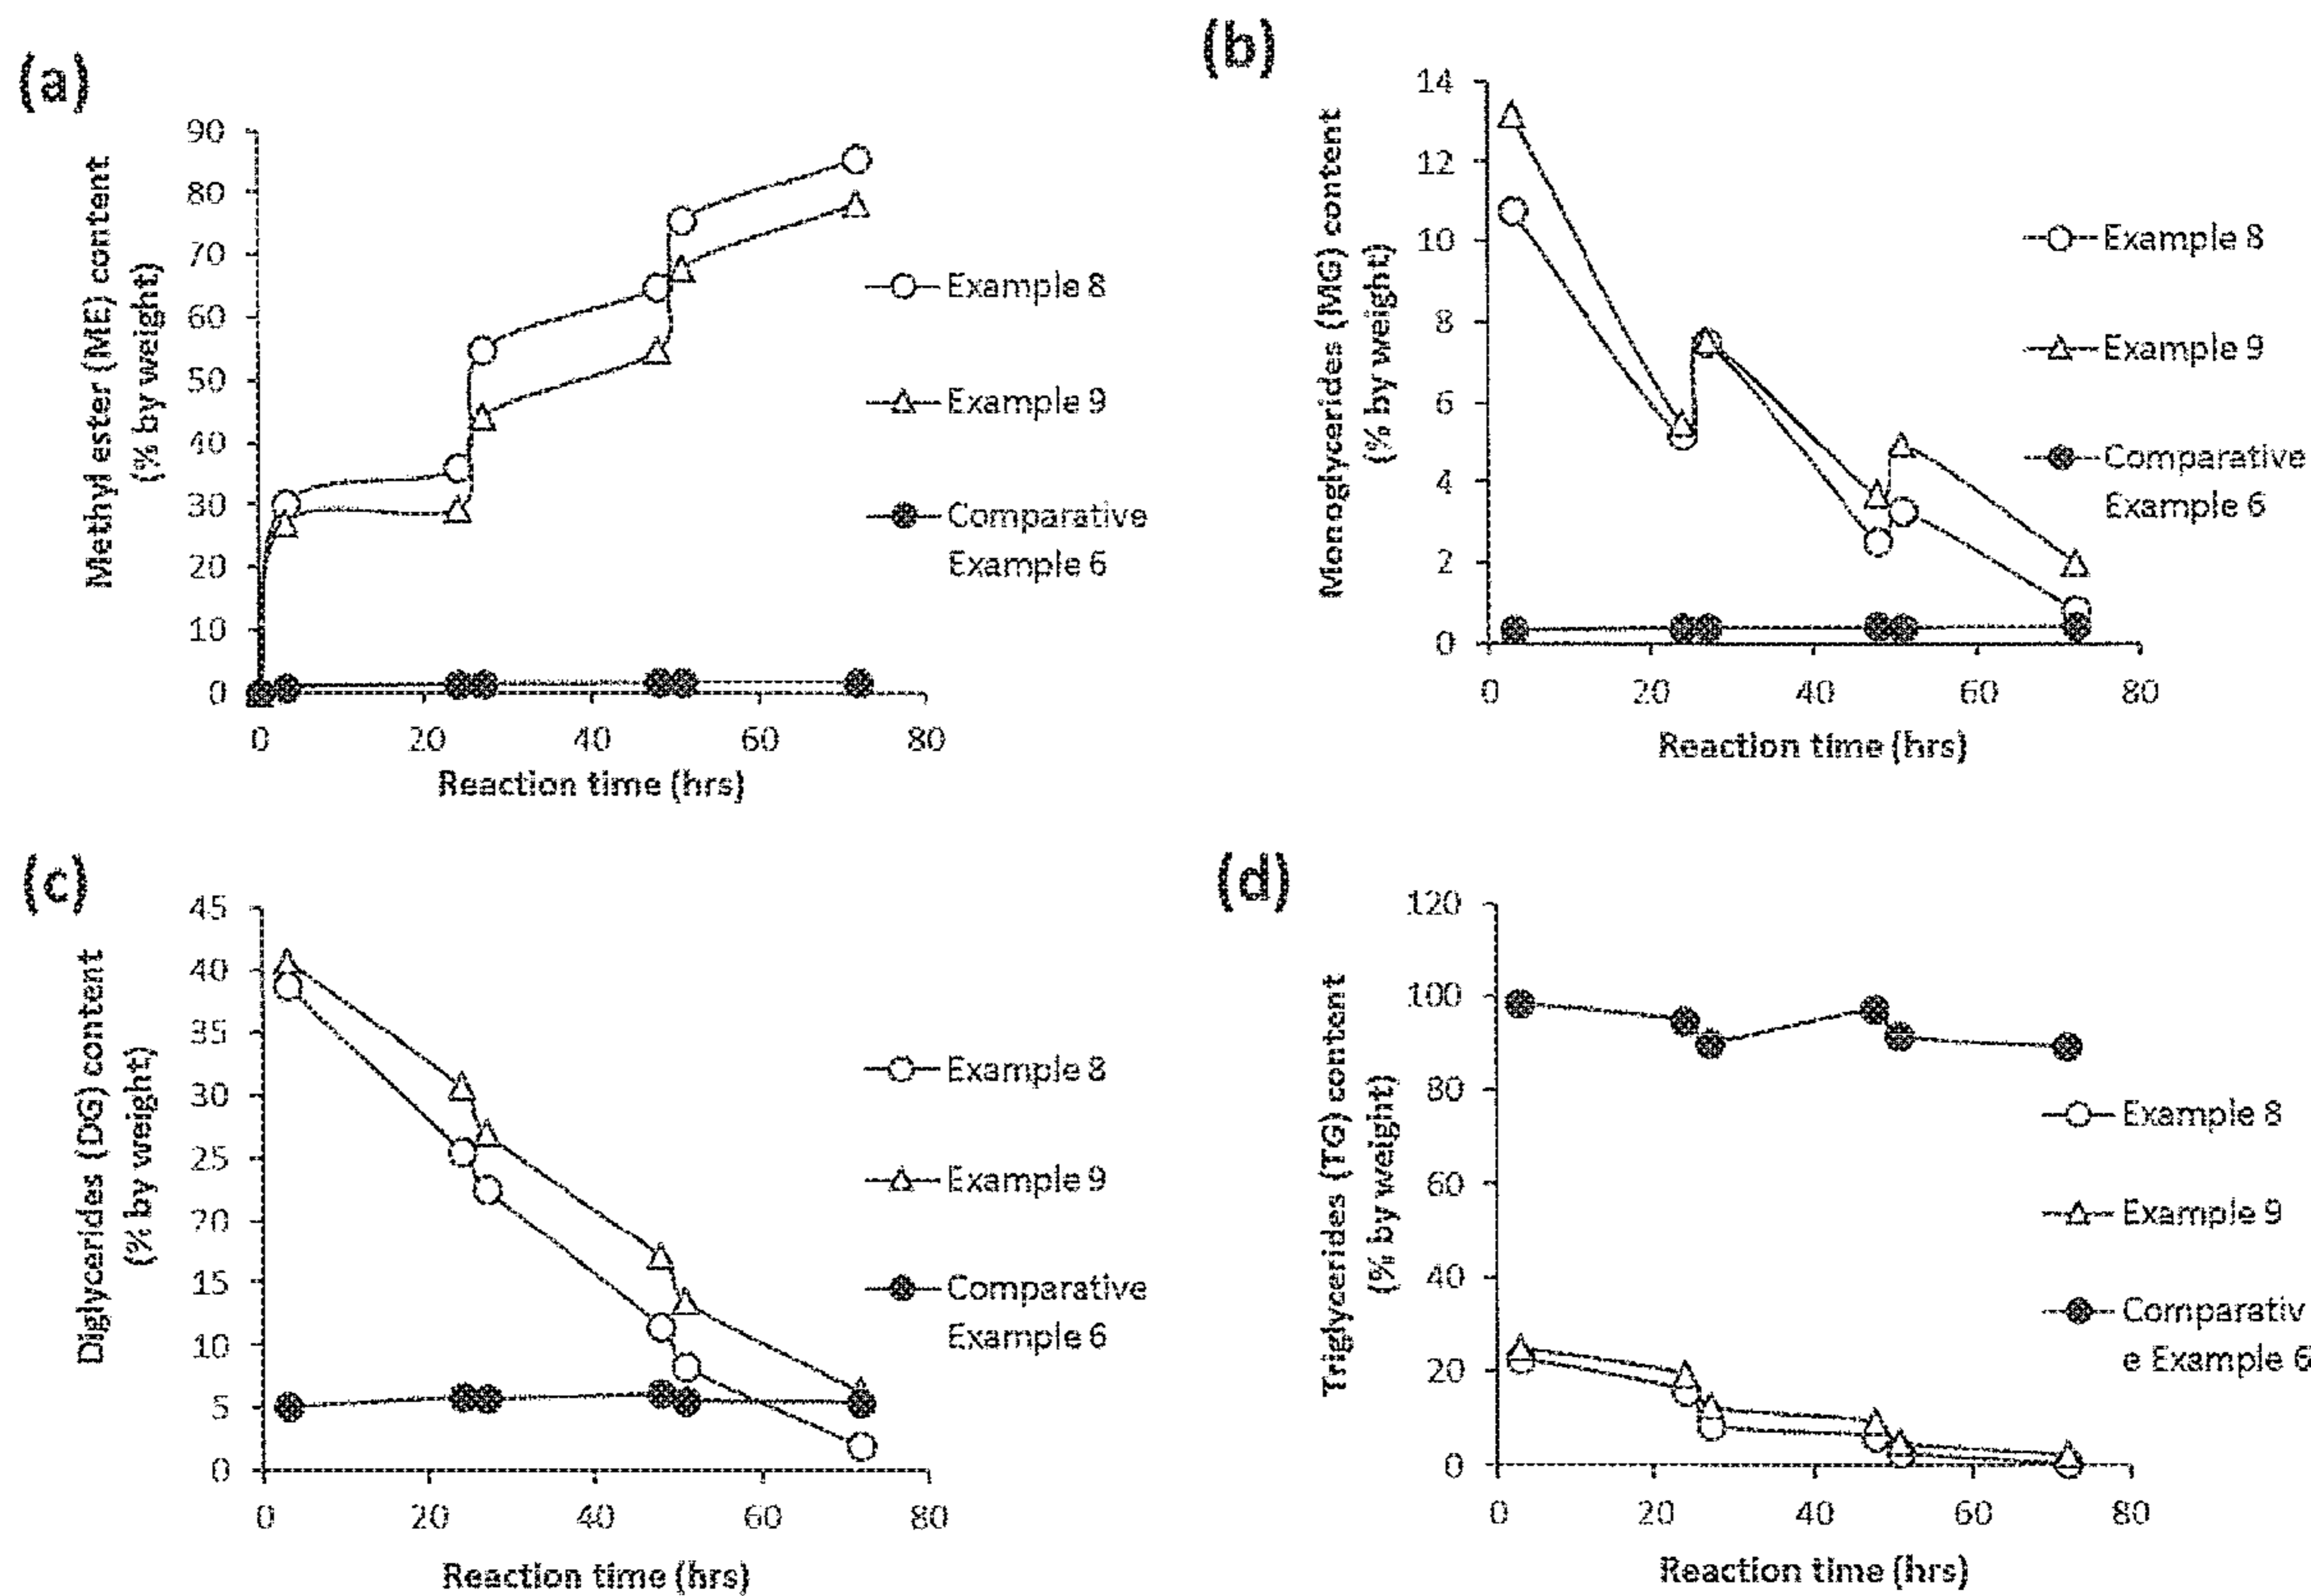 (a)
Methyl ester (ME) content
(% by weight)
90
80
70
60
50
40
30
20
10
0
0 20 40 60 80
Reaction time (hrs)
Example 8
Example 9
Comparative
Example 6
(b)
Monoglycerides (MG) content
(% by weight)
14
12
10
8
6
4
2
0
0 20 40 60 80
Reaction time (hrs)
Example 8
Example 9
Comparative
Example 6
(c)
Diglycerides (DG) content
(% by weight)
45
40
35
30
25
20
15
10
5
0
0 20 40 60 80
Reaction time (hrs)
Example 8
Example 9
Comparative
Example 6
(d)
Triglycerides (TG) content
(% by weight)
120
100
80
60
40
20
0
0 20 40 60 80
Reaction time (hrs)
Example 8
Example 9
Comparativ
e Example 6